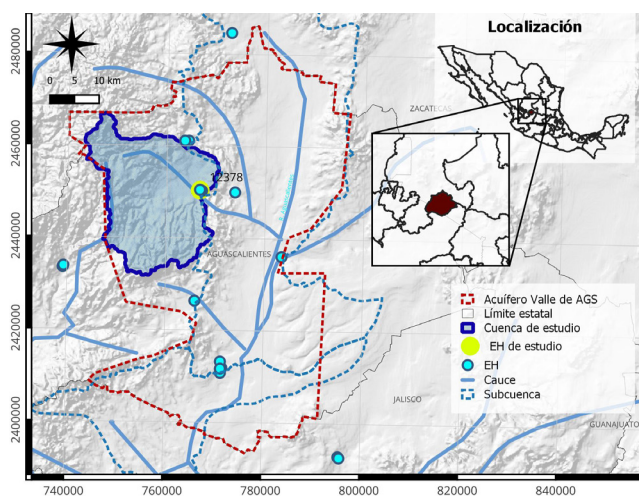 Localización
0 5 10 km
ZACATECAS
12378
AGUASCALIENTES
JALISCO
GUANAJUATO
Acuífero Valle de AGS
Límite estatal
Cuenca de estudio
EH de estudio
EH
Cauce
Subcuenca
2480000
2460000
2440000
2420000
2400000
740000 760000 780000 800000 820000 840000